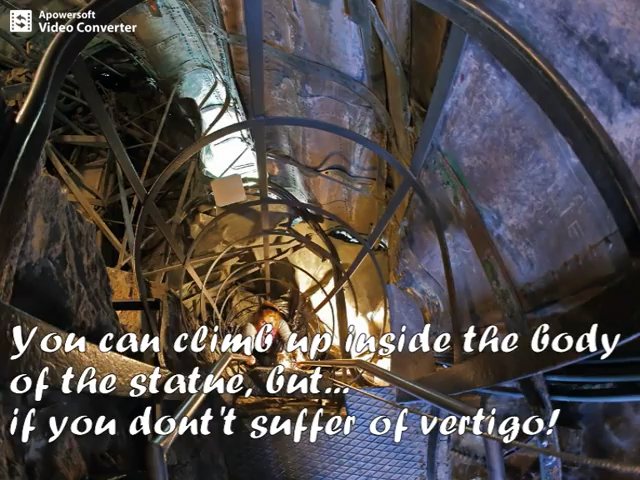 Apowersoft
Video Converter
You can climb up inside the body
of the statue, but...
if you dont't suffer of vertigo!